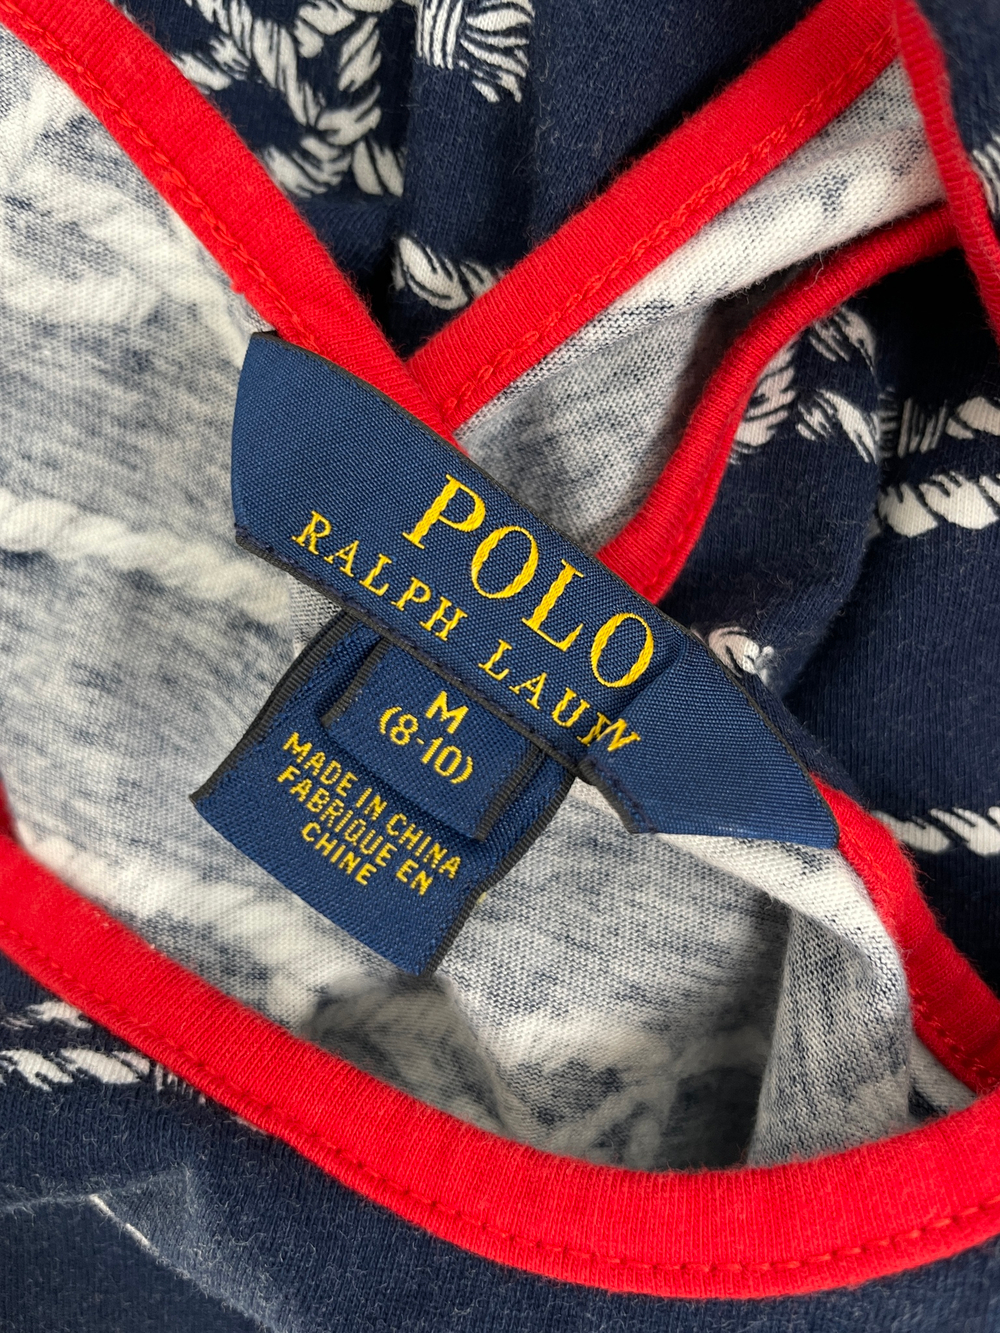 POLO
RALPH LAU
M
(8-10)
MADE IN CHINA
FABRIQUE EN
CHINE